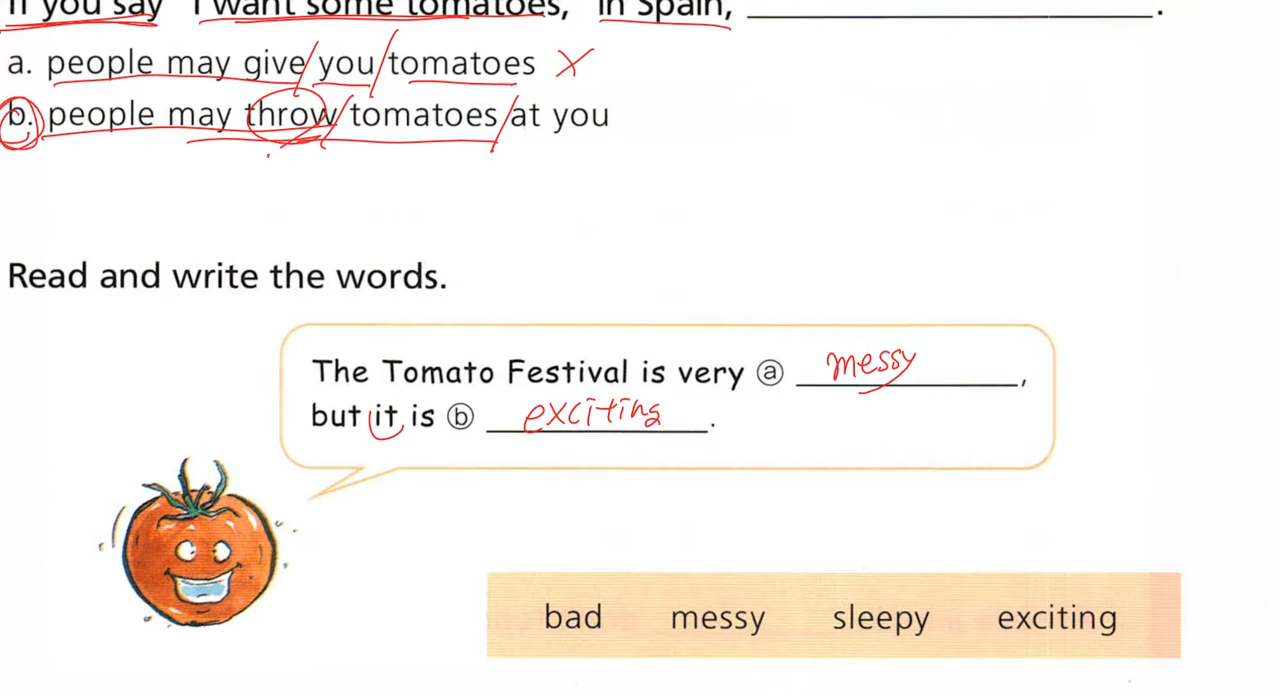 If you say "I want some tomatoes," in Spain, ____________.
a. people may give/you/tomatoes X
b. people may throw/tomatoes/at you
Read and write the words.
The Tomato Festival is very ⓐ messy,
but it is ⓑ exciting.
bad messy sleepy exciting